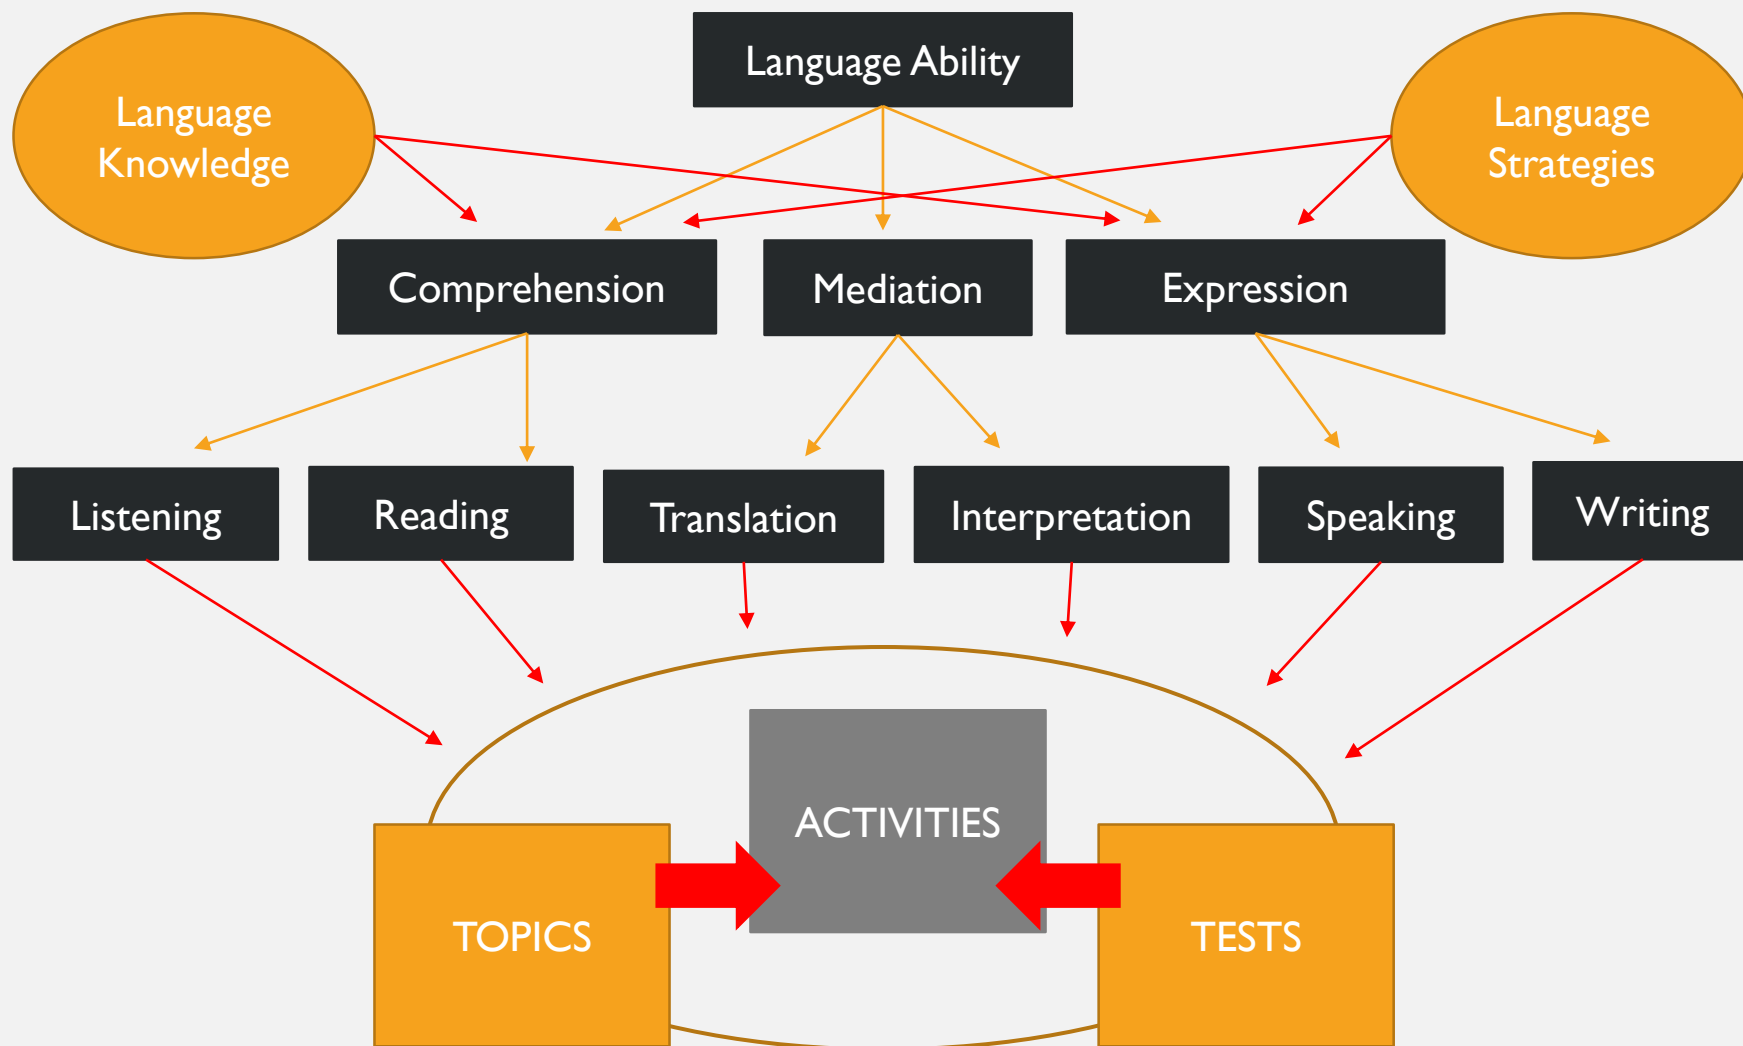 Language Ability
Language
Knowledge
Language
Strategies
Comprehension
Mediation
Expression
Listening
Reading
Translation
Interpretation
Speaking
Writing
ACTIVITIES
TOPICS
TESTS